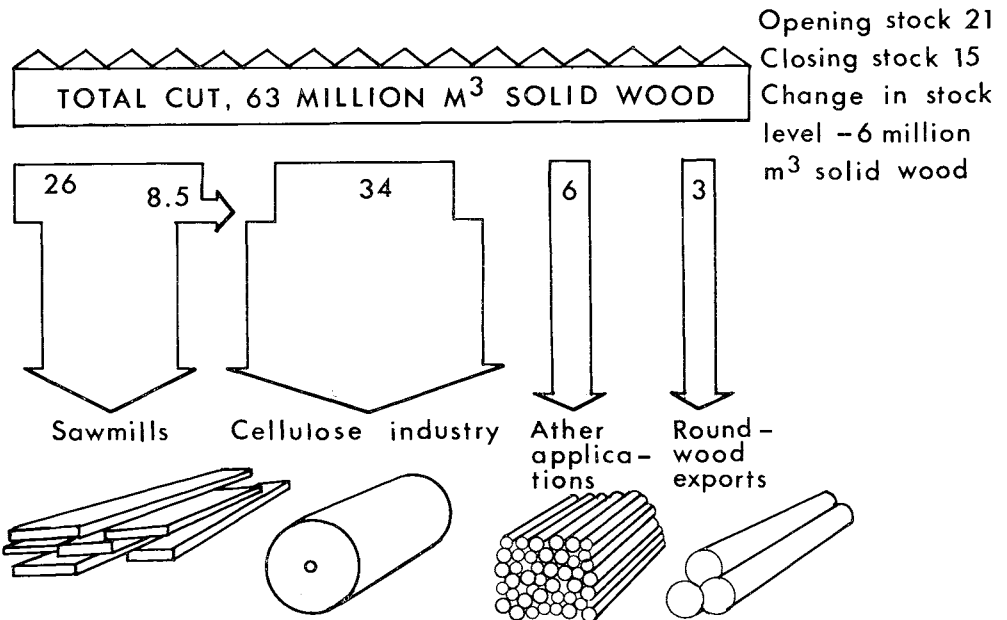 Opening stock 21
Closing stock 15
Change in stock
level –6 million
m³ solid wood
TOTAL CUT, 63 MILLION M³ SOLID WOOD
26
8.5
34
6
3
Sawmills
Cellulose industry
Ather
applica–
tions
Round–
wood
exports